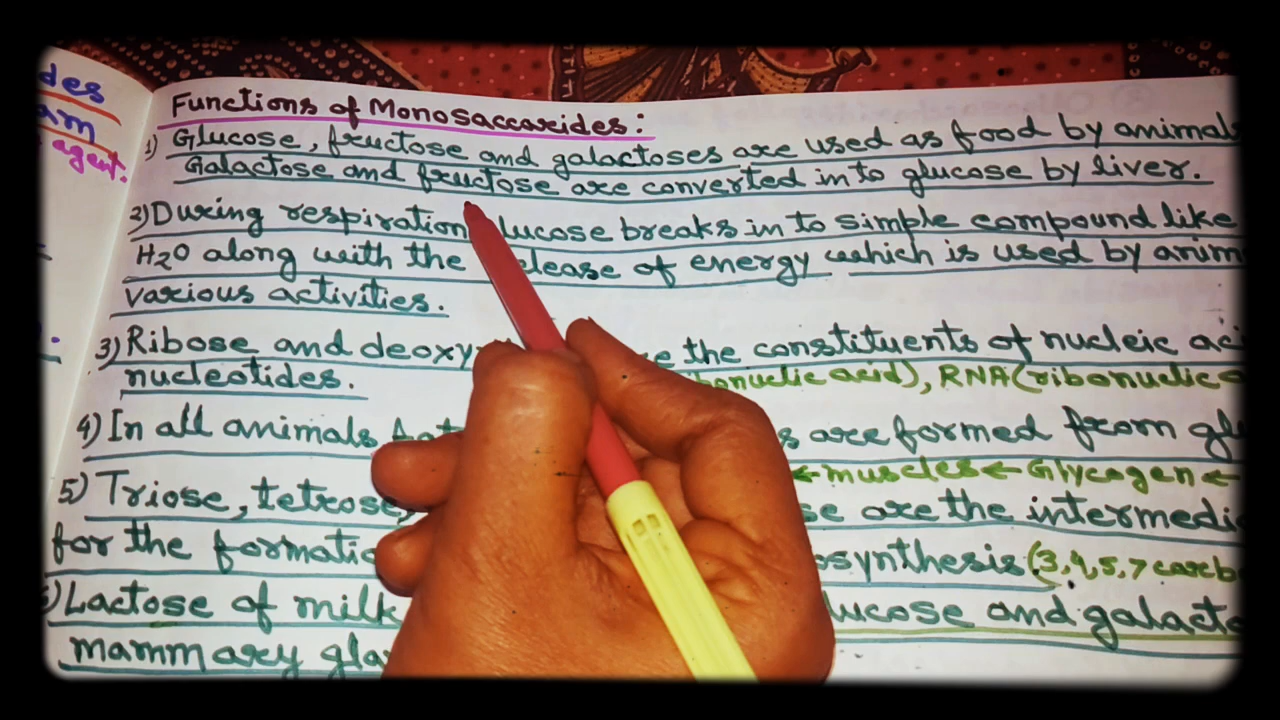 des
am
agent.
Functions of Monosaccarides:
1) Glucose, fructose and galactoses are used as food by animals
Galactose and fructose are converted in to glucose by liver.
2) During respiration lucose breaks in to simple compound like
H2O along with the lease of energy which is used by anim
various activities.
3) Ribose and deoxy the constituents of nucleic aci
nucleotides.
bonuclic acid), RNA (ribonuclic a
4) In all animals are formed from gl
← muscles ← Glycogen ←
5) Triose, tetrose, se are the intermedi
for the formatio osynthesis (3,4,5,7 carb
6) Lactose of milk lucose and galacto
mammary gla